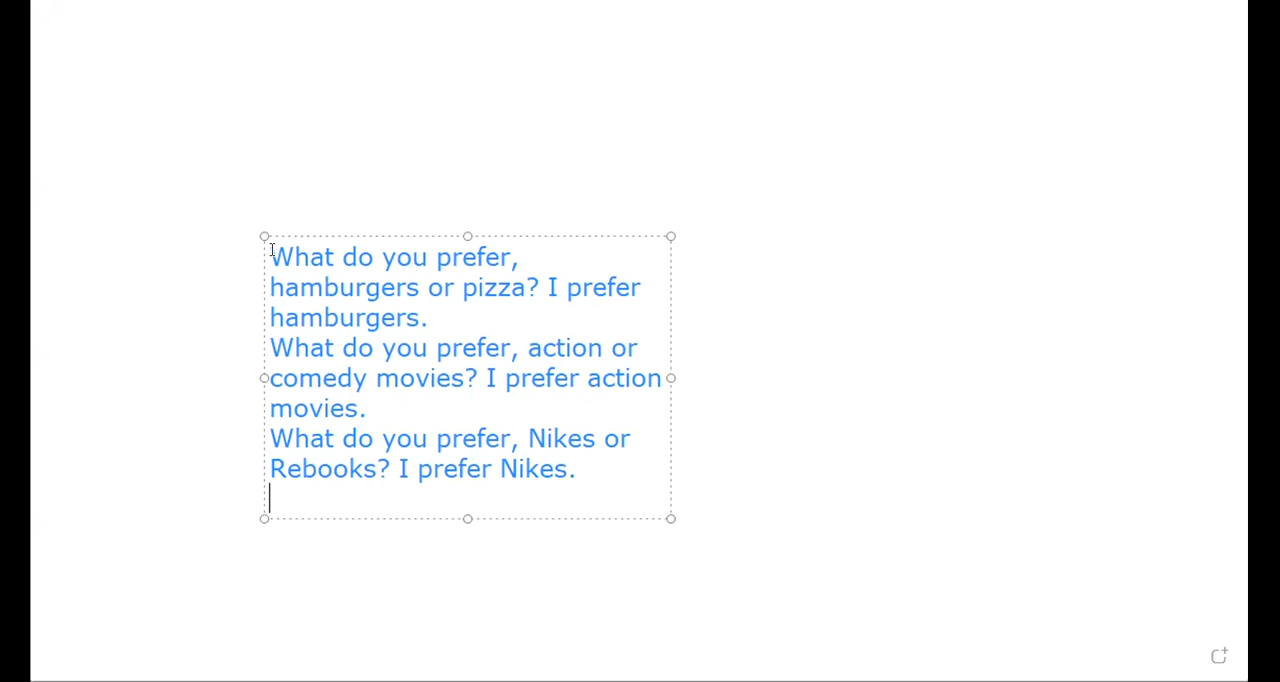 What do you prefer,
hamburgers or pizza? I prefer
hamburgers.
What do you prefer, action or
comedy movies? I prefer action
movies.
What do you prefer, Nikes or
Rebooks? I prefer Nikes.